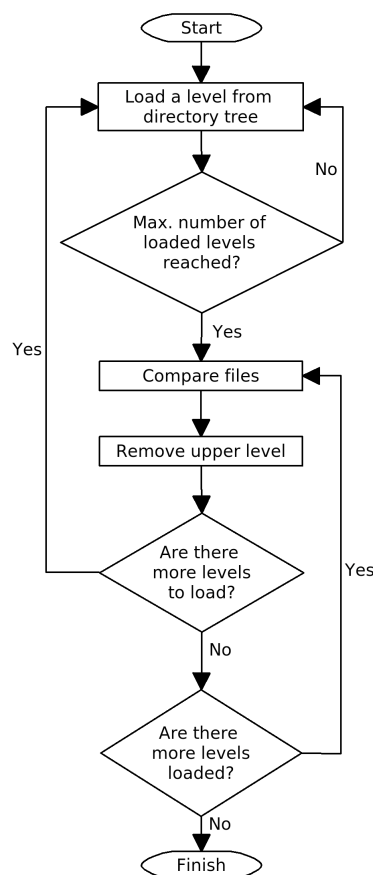 Start
Load a level from
directory tree
No
Max. number of
loaded levels
reached?
Yes
Yes
Compare files
Remove upper level
Are there
more levels
to load?
Yes
No
Are there
more levels
loaded?
No
Finish